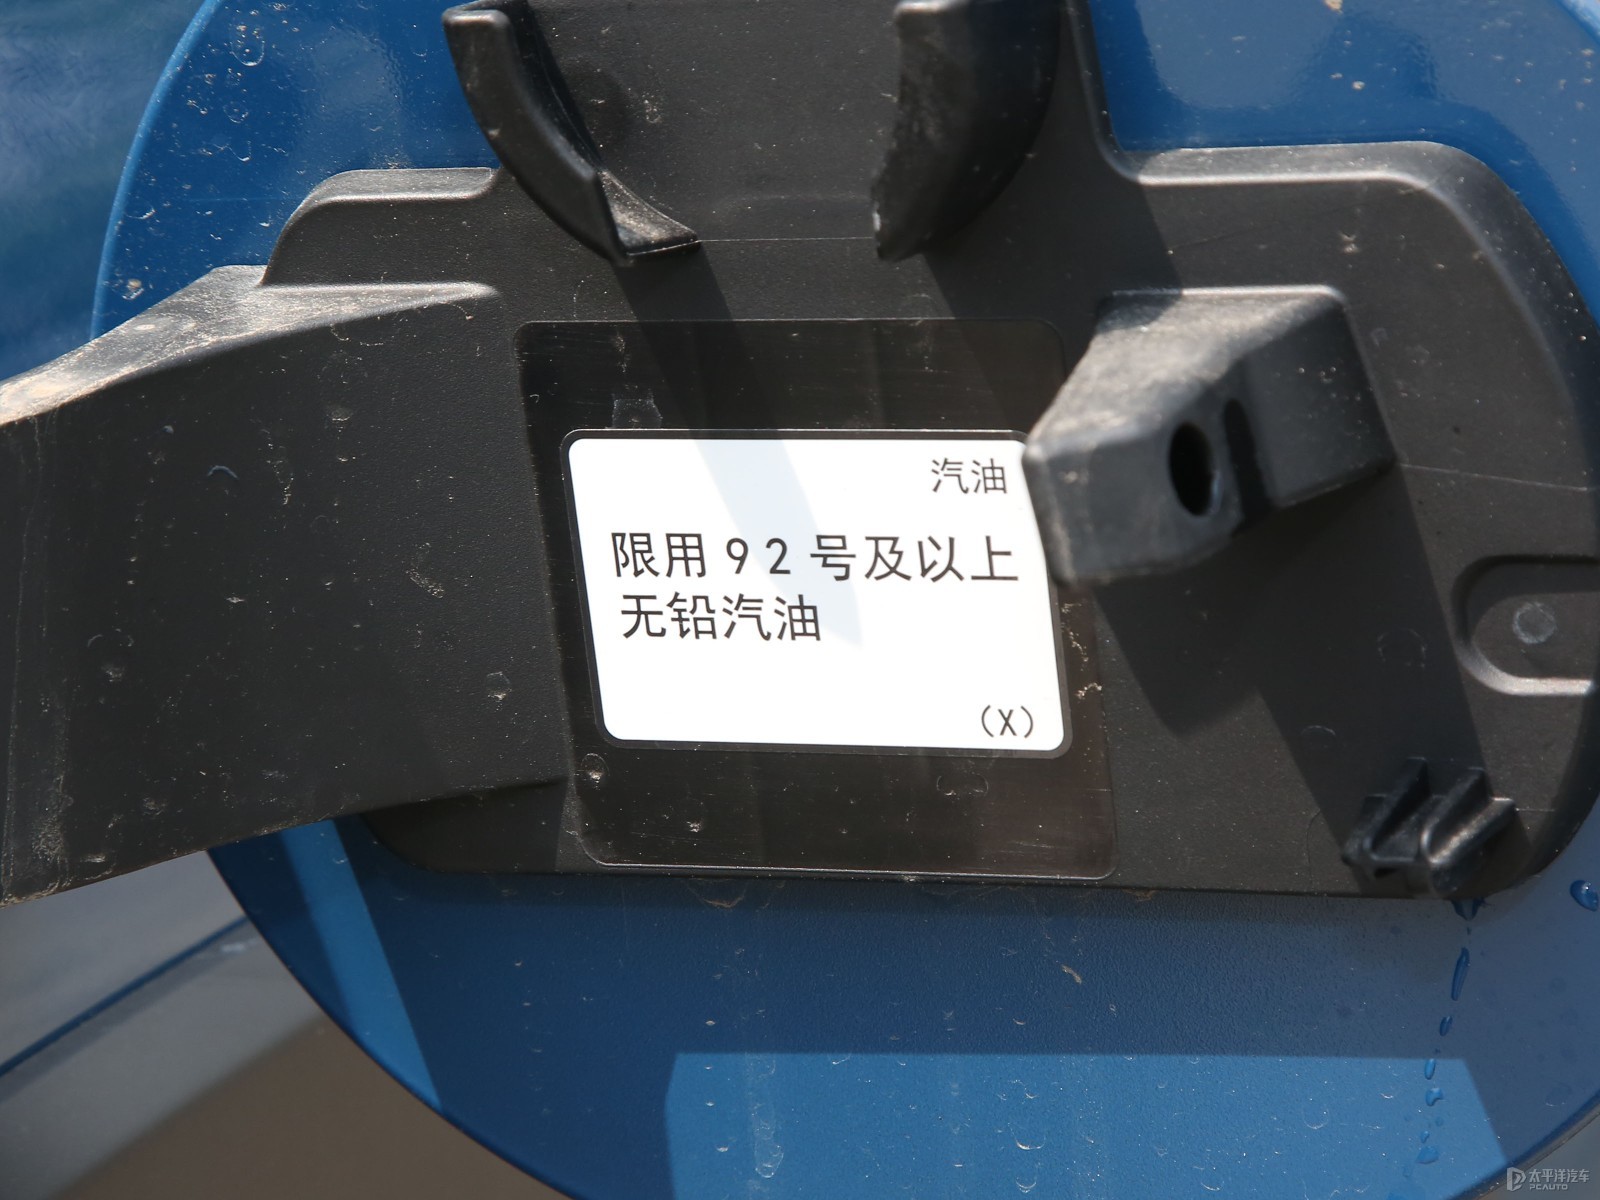 汽油
限用92号及以上
无铅汽油
(X)
太平洋汽车
PCAUTO